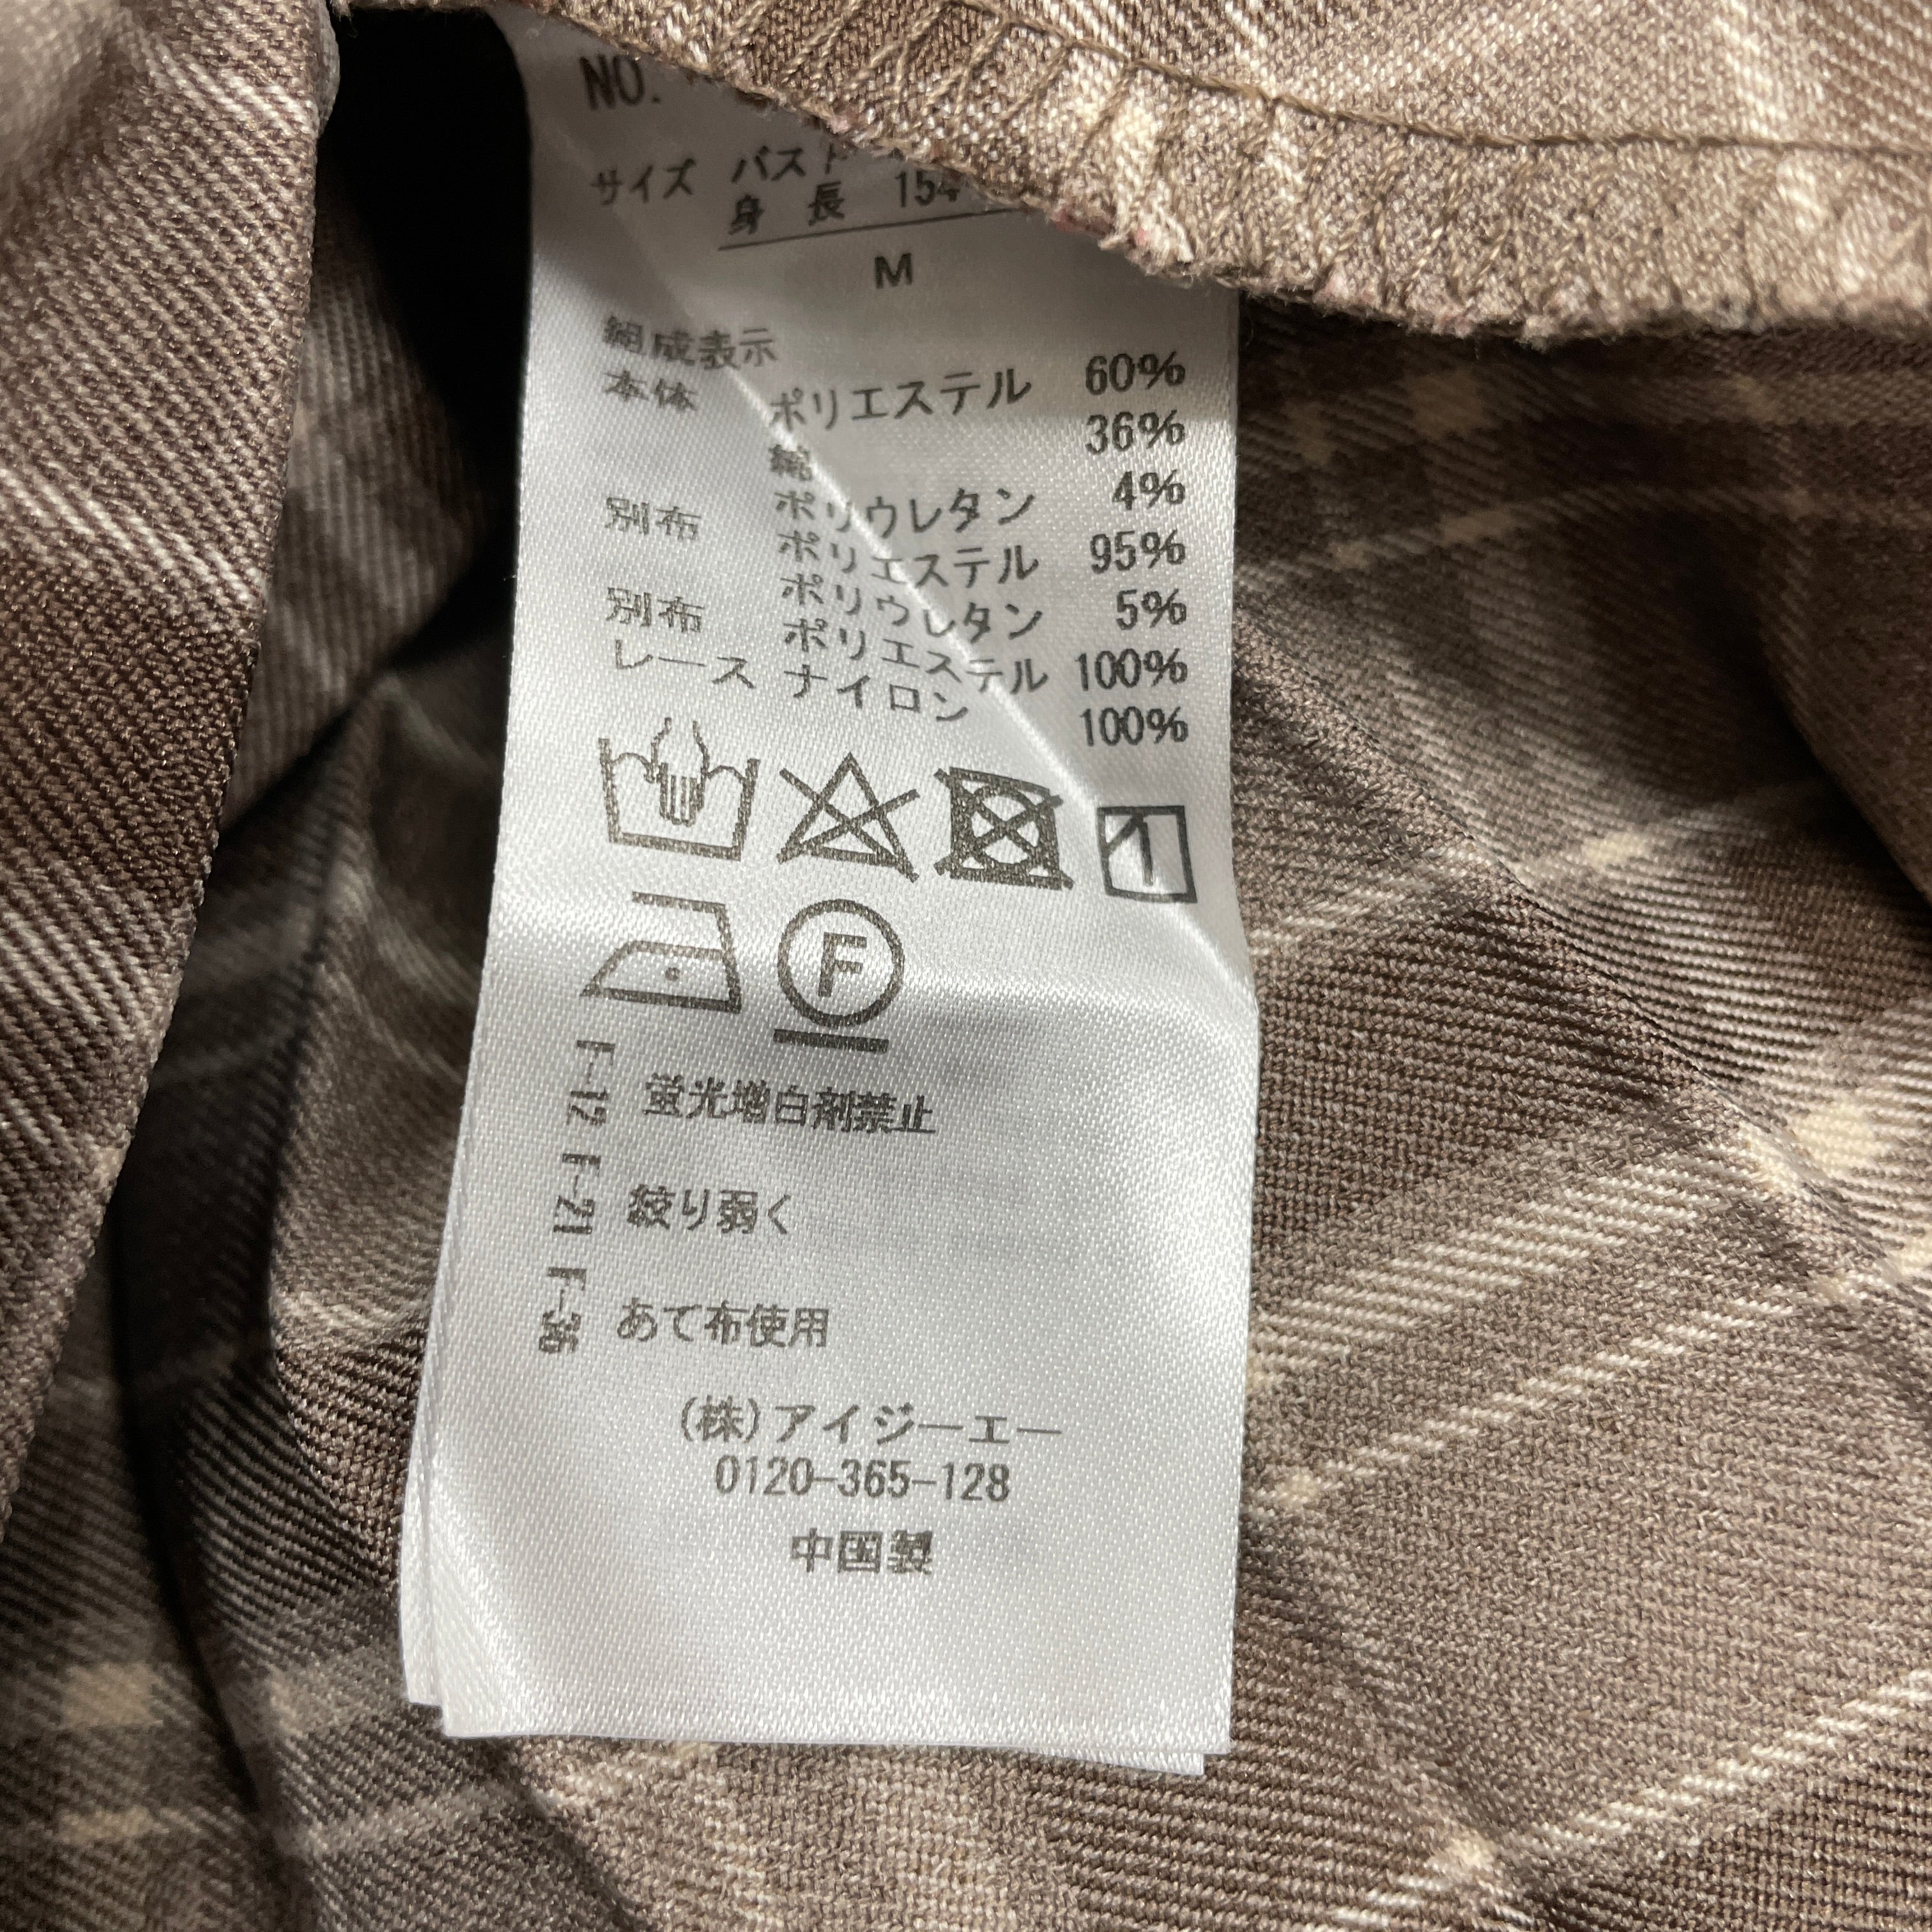 NO.
サイズ バスト
身長 154
M
組成表示
本体 ポリエステル 60%
綿 36%
ポリウレタン 4%
別布 ポリエステル 95%
ポリウレタン 5%
別布 ポリエステル 100%
レース ナイロン 100%
F
F-12 蛍光増白剤禁止
F-21 絞り弱く
F-36 あて布使用
(株)アイジーエー
0120-365-128
中国製